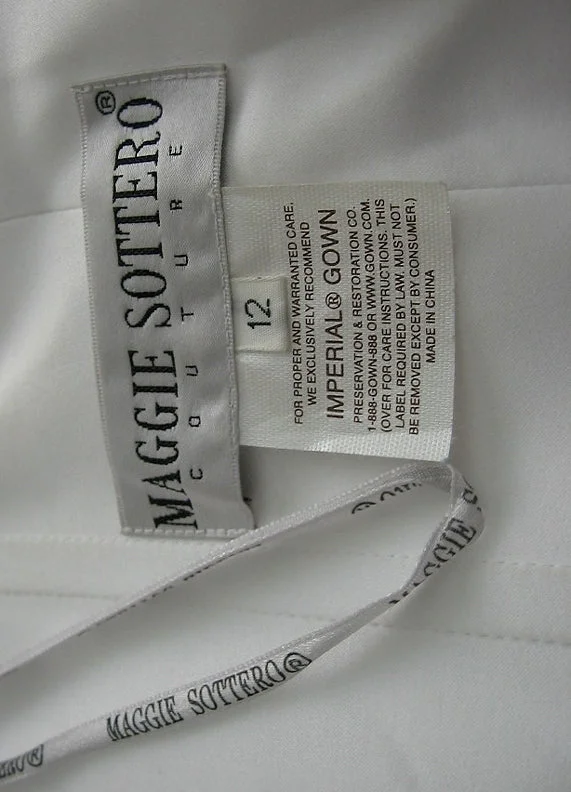 MAGGIE SOTTERO®
COUTURE
12
FOR PROPER AND WARRANTED CARE,
WE EXCLUSIVELY RECOMMEND
IMPERIAL® GOWN
PRESERVATION & RESTORATION CO.
1-888-GOWN-888 OR WWW.GOWN.COM.
(OVER FOR CARE INSTRUCTIONS. THIS
LABEL REQUIRED BY LAW. MUST NOT
BE REMOVED EXCEPT BY CONSUMER.)
MADE IN CHINA
MAGGIE
MAGGIE SOTTERO®